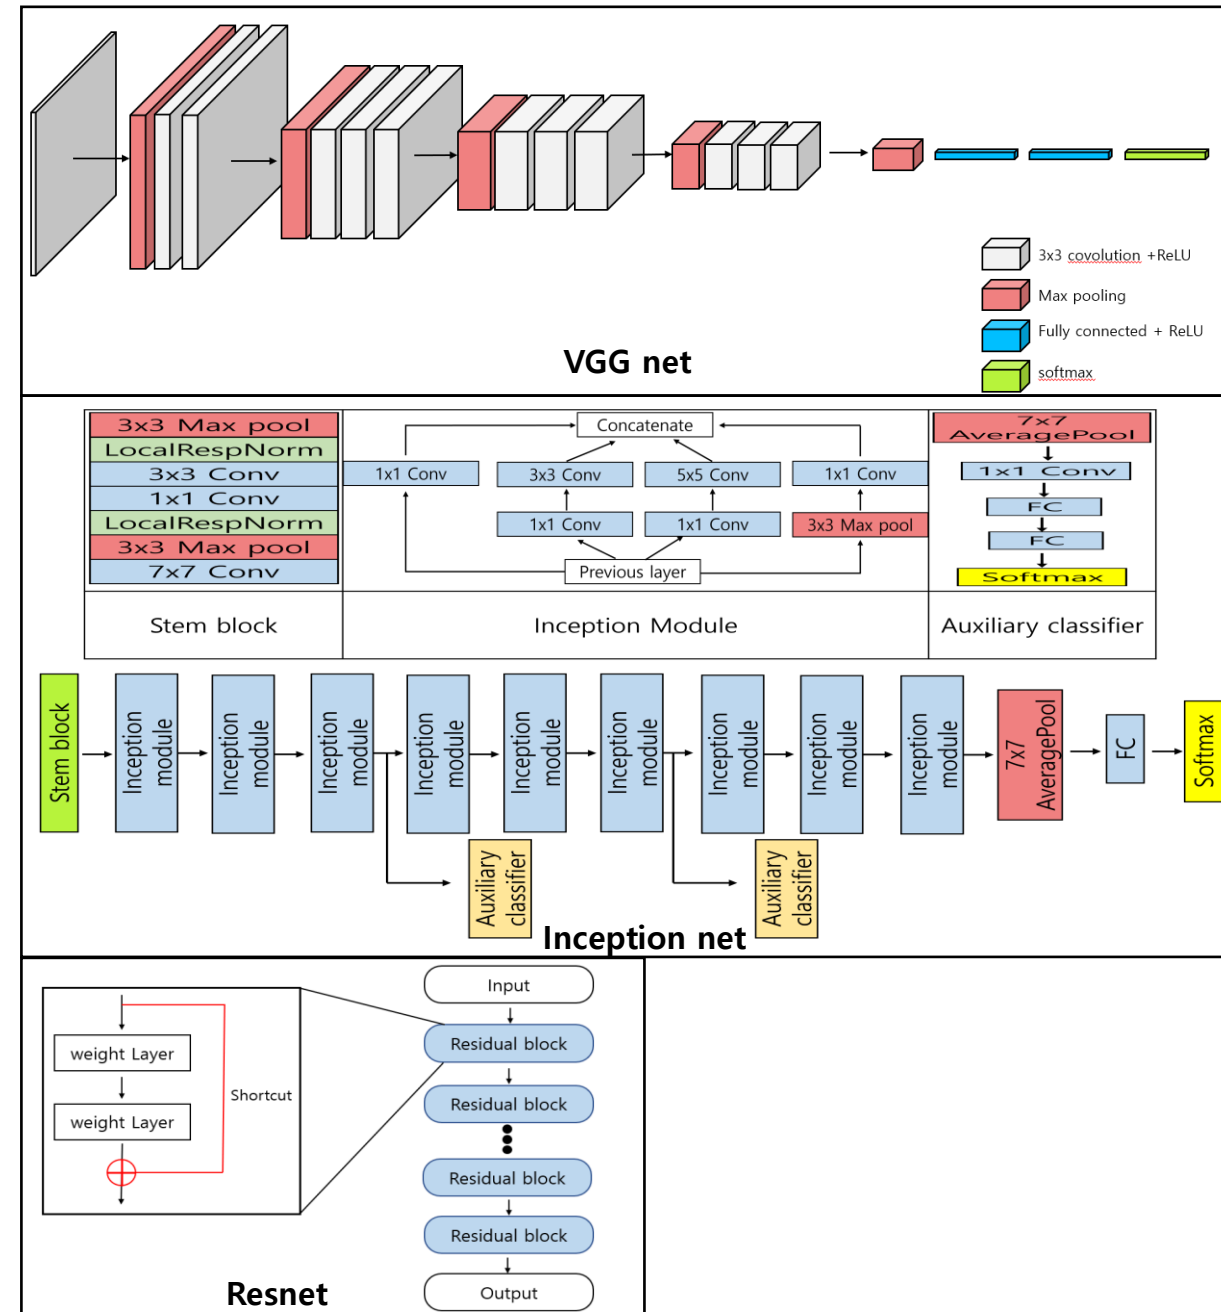 3x3 covolution +ReLU
Max pooling
Fully connected + ReLU
softmax
VGG net
3x3 Max pool
LocalRespNorm
3x3 Conv
1x1 Conv
LocalRespNorm
3x3 Max pool
7x7 Conv
Stem block
Concatenate
1x1 Conv
3x3 Conv
5x5 Conv
1x1 Conv
1x1 Conv
1x1 Conv
3x3 Max pool
Previous layer
Inception Module
7x7
AveragePool
1x1 Conv
FC
FC
Softmax
Auxiliary classifier
Stem block
Inception
module
Inception
module
Inception
module
Inception
module
Inception
module
Inception
module
Inception
module
Inception
module
Inception
module
7x7
AveragePool
FC
Softmax
Auxiliary
classifier
Auxiliary
classifier
Inception net
weight Layer
weight Layer
Shortcut
Input
Residual block
Residual block
Residual block
Residual block
Output
Resnet